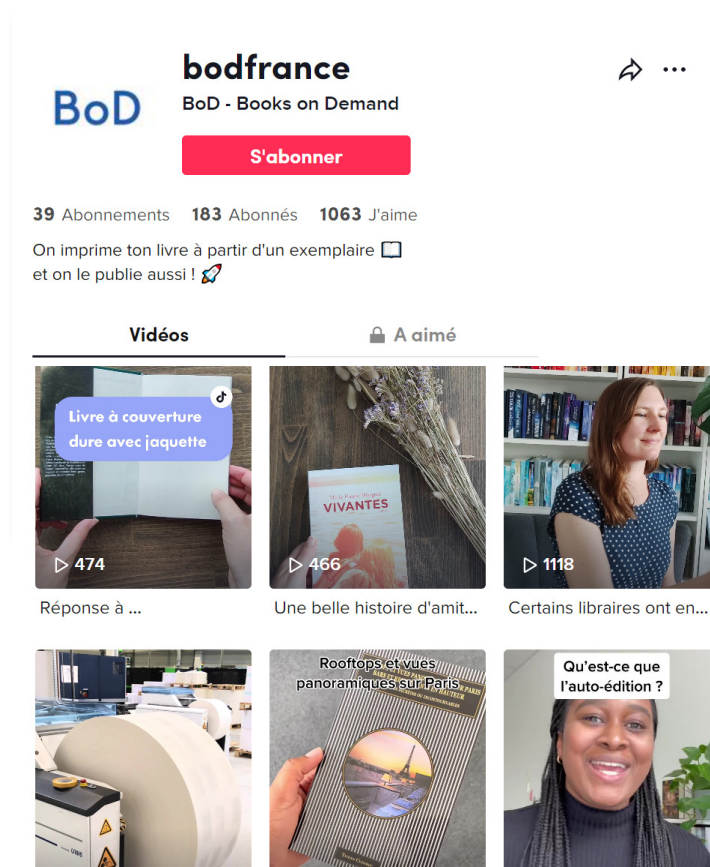 bodfrance
BoD
BoD - Books on Demand
S'abonner
39 Abonnements 183 Abonnés 1063 J'aime
On imprime ton livre à partir d'un exemplaire
et on le publie aussi !
Vidéos
A aimé
Livre à couverture
dure avec jaquette
474
VIVANTES
466
1118
Réponse à ...
Une belle histoire d'amit...
Certains libraires ont en...
Rooftops et vues
panoramiques sur Paris
Qu'est-ce que
l'auto-édition ?